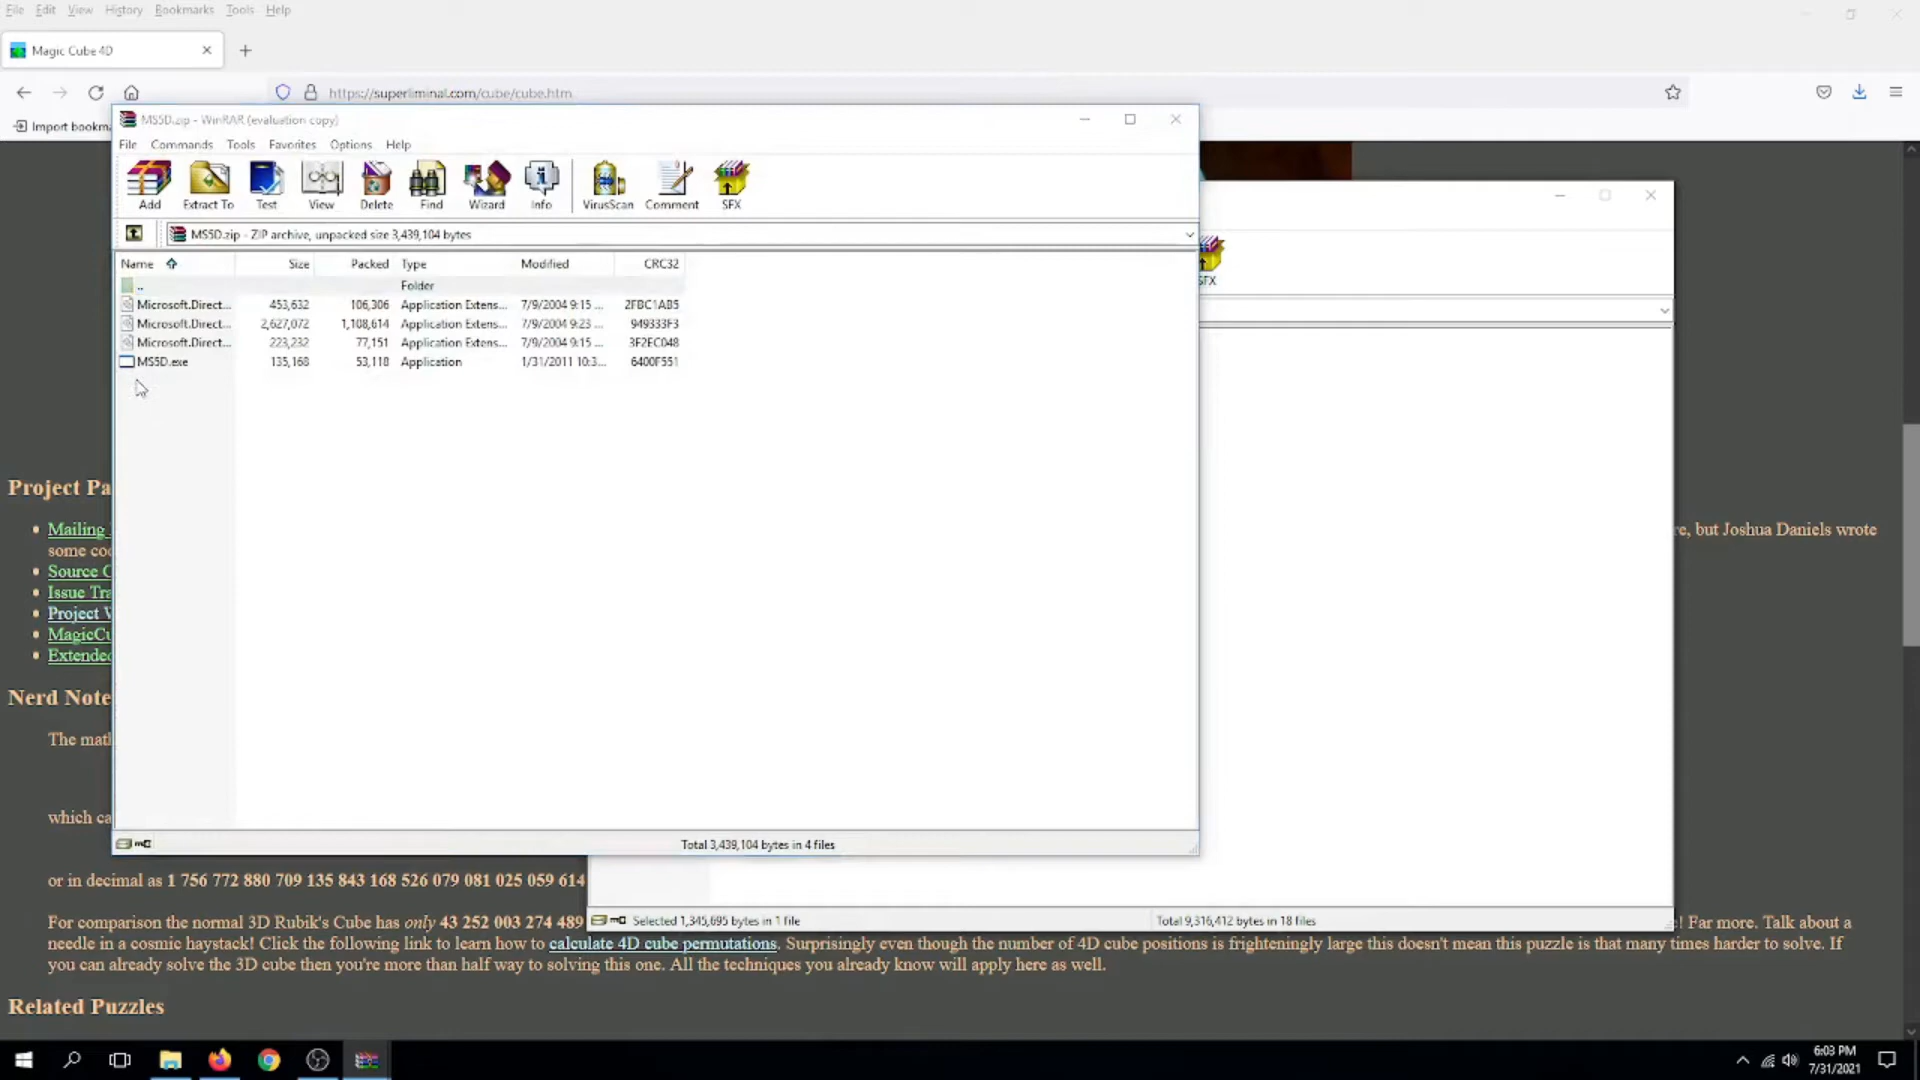 File Edit View History Bookmarks Tools Help
Magic Cube 4D
https://superliminal.com/cube/cube.htm
Import bookm
MS5D.zip - WinRAR (evaluation copy)
File Commands Tools Favorites Options Help
Add Extract To Test View Delete Find Wizard Info VirusScan Comment SFX
MS5D.zip - ZIP archive, unpacked size 3,439,104 bytes
SFX
Name Size Packed Type Modified CRC32
.. Folder
Microsoft.Direct... 453,632 106,306 Application Extens... 7/9/2004 9:15 ... 2FBC1AB5
Microsoft.Direct... 2,627,072 1,108,614 Application Extens... 7/9/2004 9:23 ... 949333F3
Microsoft.Direct... 223,232 77,151 Application Extens... 7/9/2004 9:15 ... 3F2EC048
MS5D.exe 135,168 53,118 Application 1/31/2011 10:3... 6400F551
Project Pa
Mailing re, but Joshua Daniels wrote
some coo
Source C
Issue Tra
Project W
MagicCu
Extended
Nerd Note
The math
which ca
Total 3,439,104 bytes in 4 files
or in decimal as 1 756 772 880 709 135 843 168 526 079 081 025 059 614
Selected 1,345,695 bytes in 1 file Total 9,316,412 bytes in 18 files
For comparison the normal 3D Rubik's Cube has only 43 252 003 274 489 e! Far more. Talk about a
needle in a cosmic haystack! Click the following link to learn how to calculate 4D cube permutations. Surprisingly even though the number of 4D cube positions is frighteningly large this doesn't mean this puzzle is that many times harder to solve. If
you can already solve the 3D cube then you're more than half way to solving this one. All the techniques you already know will apply here as well.
Related Puzzles
6:03 PM
7/31/2021